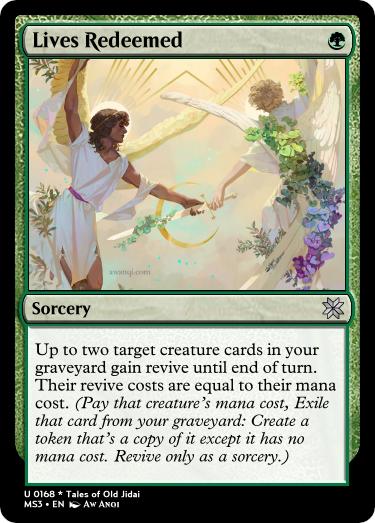 Lives Redeemed
awanqi.com
Sorcery
Up to two target creature cards in your
graveyard gain revive until end of turn.
Their revive costs are equal to their mana
cost. (Pay that creature's mana cost, Exile
that card from your graveyard: Create a
token that's a copy of it except it has no
mana cost. Revive only as a sorcery.)
U 0168 * Tales of Old Jidai
MS3 • EN Aw Anqi